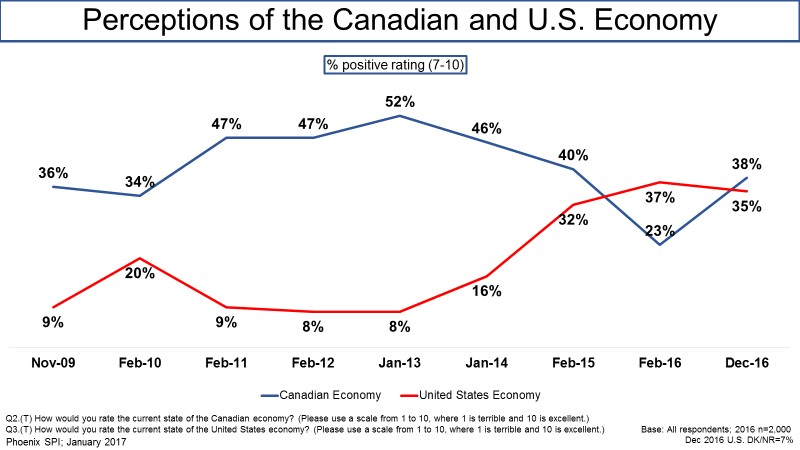 Perceptions of the Canadian and U.S. Economy
% positive rating (7-10)
36% 34% 47% 47% 52% 46% 40% 23% 38%
9% 20% 9% 8% 8% 16% 32% 37% 35%
Nov-09 Feb-10 Feb-11 Feb-12 Jan-13 Jan-14 Feb-15 Feb-16 Dec-16
Canadian Economy United States Economy
Q2.(T) How would you rate the current state of the Canadian economy? (Please use a scale from 1 to 10, where 1 is terrible and 10 is excellent.)
Q3.(T) How would you rate the current state of the United States economy? (Please use a scale from 1 to 10, where 1 is terrible and 10 is excellent.)
Phoenix SPI; January 2017
Base: All respondents; 2016 n=2,000
Dec 2016 U.S. DK/NR=7%